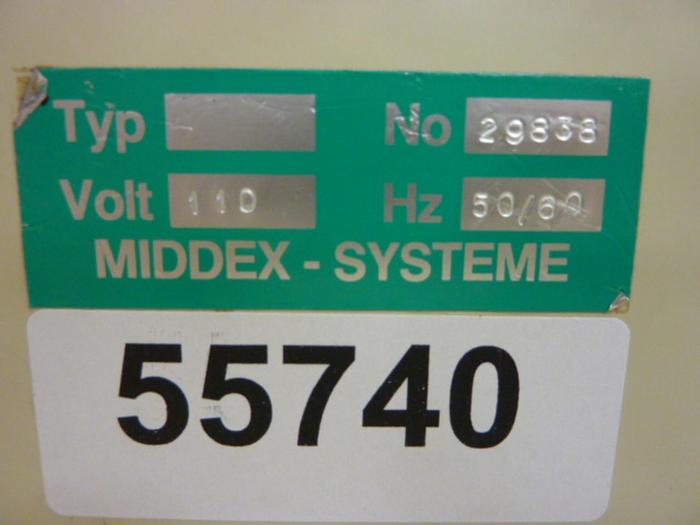 Typ No 29838
Volt 110 Hz 50/60
MIDDEX - SYSTEME
55740